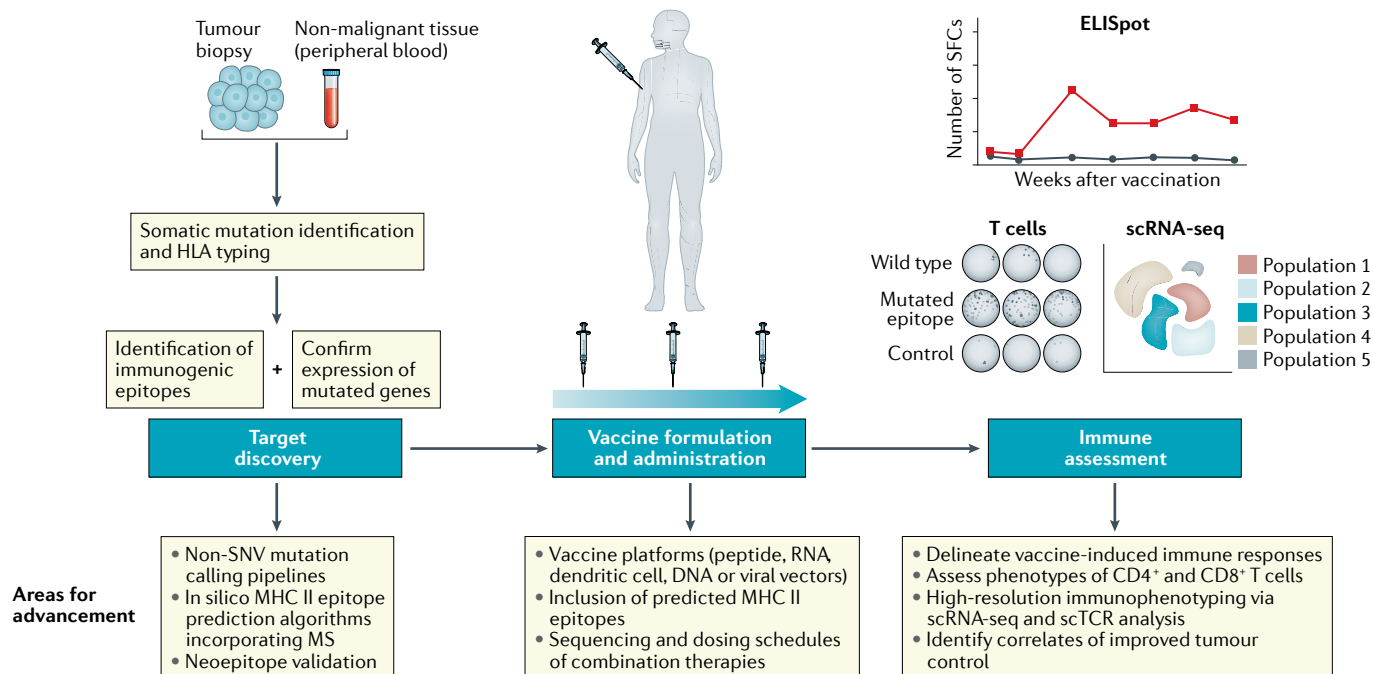 Tumour
biopsy
Non-malignant tissue
(peripheral blood)
Somatic mutation identification
and HLA typing
Identification of
immunogenic
epitopes
+
Confirm
expression of
mutated genes
ELISpot
Number of SFCs
Weeks after vaccination
T cells
Wild type
Mutated
epitope
Control
scRNA-seq
Population 1
Population 2
Population 3
Population 4
Population 5
Target
discovery
Vaccine formulation
and administration
Immune
assessment
Areas for
advancement
• Non-SNV mutation
calling pipelines
• In silico MHC II epitope
prediction algorithms
incorporating MS
• Neoepitope validation
• Vaccine platforms (peptide, RNA,
dendritic cell, DNA or viral vectors)
• Inclusion of predicted MHC II
epitopes
• Sequencing and dosing schedules
of combination therapies
• Delineate vaccine-induced immune responses
• Assess phenotypes of CD4⁺ and CD8⁺ T cells
• High-resolution immunophenotyping via
scRNA-seq and scTCR analysis
• Identify correlates of improved tumour
control